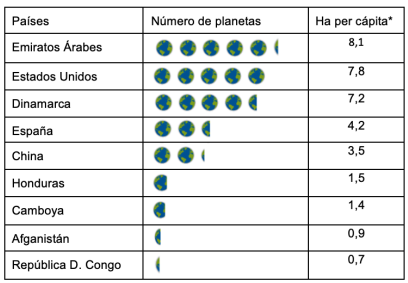 Países Número de planetas Ha per cápita*
Emiratos Árabes 8,1
Estados Unidos 7,8
Dinamarca 7,2
España 4,2
China 3,5
Honduras 1,5
Camboya 1,4
Afganistán 0,9
República D. Congo 0,7